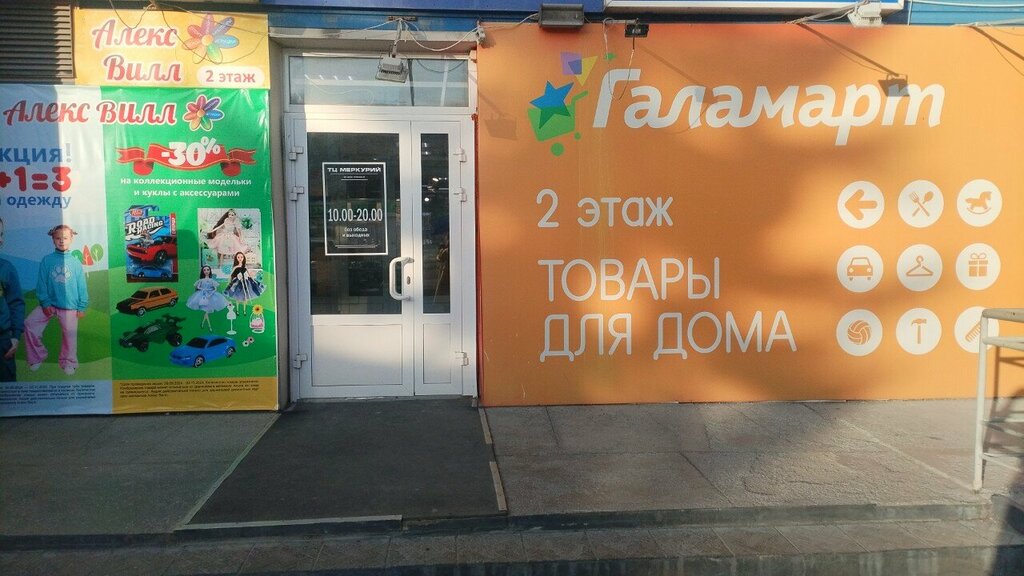 Алекс
Вилл
2 этаж
Алекс Вилл
КЦИЯ!
+1=3
одежду
-30%
на коллекционные модельки
и куклы с аксессуарами
ТЦ МЕРКУРИЙ
10.00-20.00
без обеда
и выходных
Галамарт
2 этаж
ТОВАРЫ
ДЛЯ ДОМА